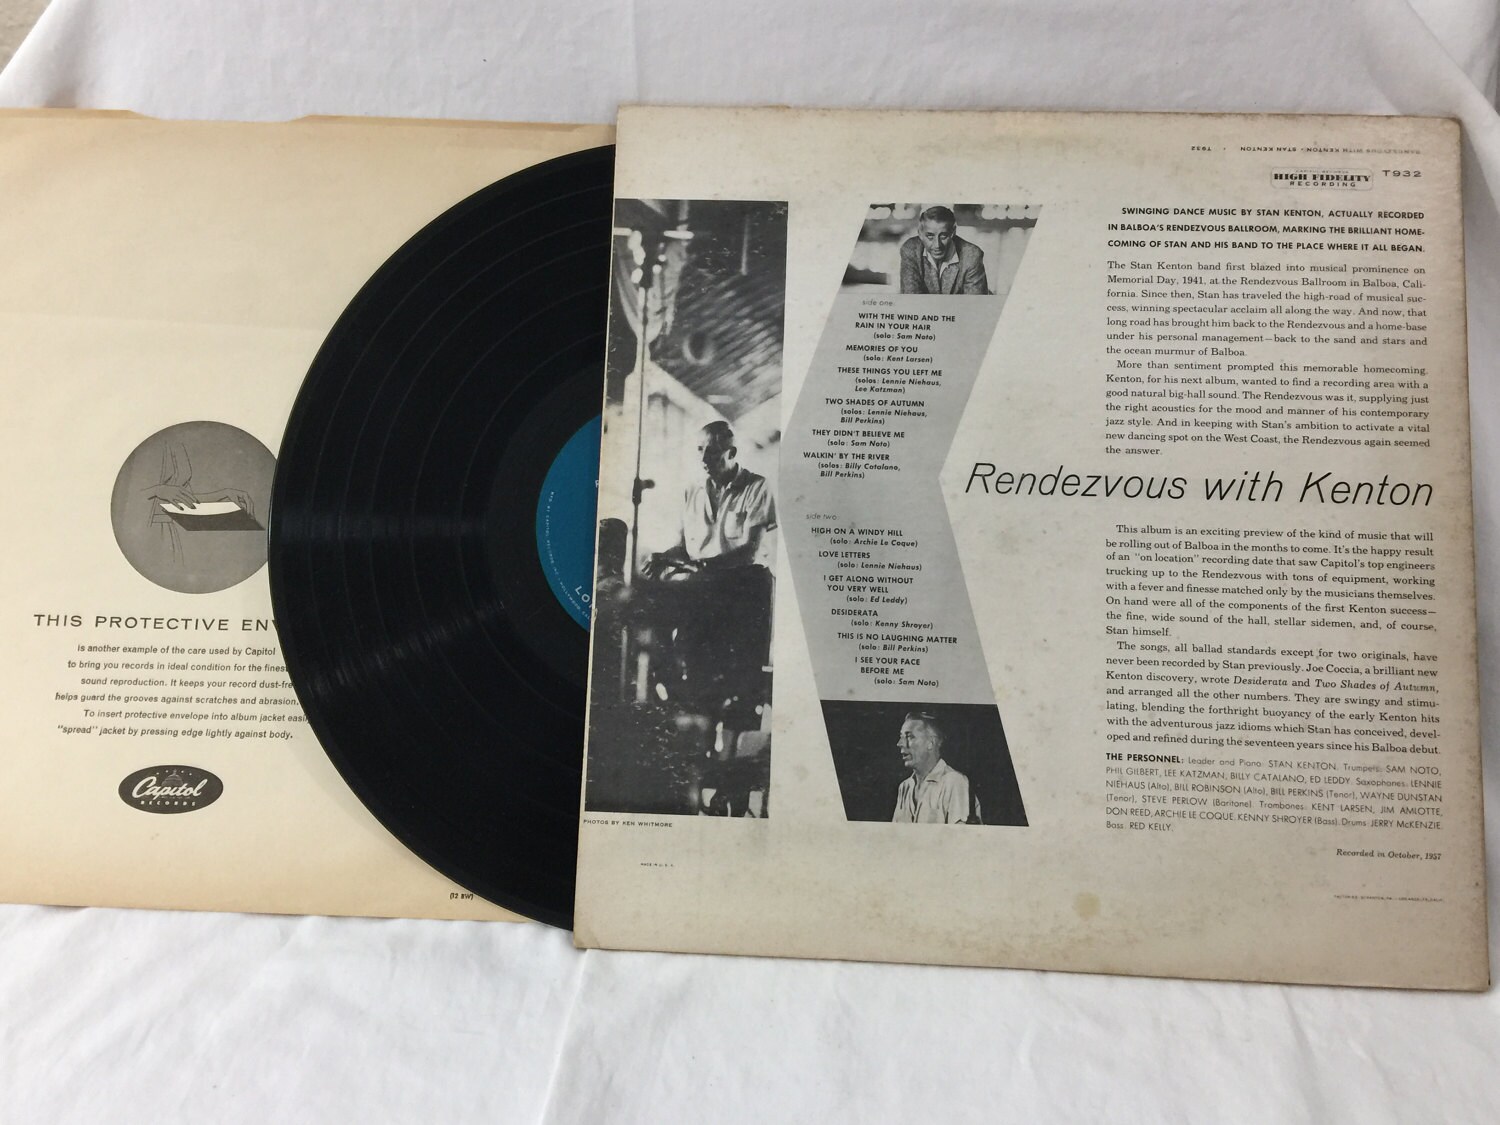 THIS PROTECTIVE
is another example of the care used by Capitol
to bring you records in ideal condition for the
sound reproduction. It keeps your record
helps guard the grooves against scratches and abrasion.
To insert protective envelope into album jacket
"spread" jacket by pressing edge lightly against body.
Capitol
RECORDS
(12 BW)
RENDEZVOUS WITH KENTON · STAN KENTON · T932
HIGH FIDELITY
RECORDING
T932
SWINGING DANCE MUSIC BY STAN KENTON, ACTUALLY RECORDED
IN BALBOA'S RENDEZVOUS BALLROOM, MARKING THE BRILLIANT HOME-
COMING OF STAN AND HIS BAND TO THE PLACE WHERE IT ALL BEGAN.
The Stan Kenton band first blazed into musical prominence on
Memorial Day, 1941, at the Rendezvous Ballroom in Balboa, Cali-
fornia. Since then, Stan has traveled the high-road of musical suc-
cess, winning spectacular acclaim all along the way. And now, that
long road has brought him back to the Rendezvous and a home-base
under his personal management—back to the sand and stars and
the ocean murmur of Balboa.
More than sentiment prompted this memorable homecoming.
Kenton, for his next album, wanted to find a recording area with a
good natural big-hall sound. The Rendezvous was it, supplying just
the right acoustics for the mood and manner of his contemporary
jazz style. And in keeping with Stan's ambition to activate a vital
new dancing spot on the West Coast, the Rendezvous again seemed
the answer.
Rendezvous with Kenton
This album is an exciting preview of the kind of music that will
be rolling out of Balboa in the months to come. It's the happy result
of an "on location" recording date that saw Capitol's top engineers
trucking up to the Rendezvous with tons of equipment, working
with a fever and finesse matched only by the musicians themselves.
On hand were all of the components of the first Kenton success—
the fine, wide sound of the hall, stellar sidemen, and, of course,
Stan himself.
The songs, all ballad standards except for two originals, have
never been recorded by Stan previously. Joe Coccia, a brilliant new
Kenton discovery, wrote Desiderata and Two Shades of Autumn,
and arranged all the other numbers. They are swingy and stimu-
lating, blending the forthright buoyancy of the early Kenton hits
with the adventurous jazz idioms which Stan has conceived, devel-
oped and refined during the seventeen years since his Balboa debut.
THE PERSONNEL: Leader and Piano: STAN KENTON. Trumpets: SAM NOTO,
PHIL GILBERT, LEE KATZMAN, BILLY CATALANO, ED LEDDY. Saxophones: LENNIE
NIEHAUS (Alto), BILL ROBINSON (Alto), BILL PERKINS (Tenor), WAYNE DUNSTAN
(Tenor), STEVE PERLOW (Baritone). Trombones: KENT LARSEN, JIM AMLOTTE,
DON REED, ARCHIE LE COQUE, KENNY SHROYER (Bass). Drums: JERRY McKENZIE.
Bass: RED KELLY.
Recorded in October, 1957
side one
WITH THE WIND AND THE
RAIN IN YOUR HAIR
(solo: Sam Noto)
MEMORIES OF YOU
(solo: Kent Larsen)
THESE THINGS YOU LEFT ME
(solos: Lennie Niehaus,
Lee Katzman)
TWO SHADES OF AUTUMN
(solos: Lennie Niehaus,
Bill Perkins)
THEY DIDN'T BELIEVE ME
(solo: Sam Noto)
WALKIN' BY THE RIVER
(solos: Billy Catalano,
Bill Perkins)
side two
HIGH ON A WINDY HILL
(solo: Archie Le Coque)
LOVE LETTERS
(solo: Lennie Niehaus)
I GET ALONG WITHOUT
YOU VERY WELL
(solo: Ed Leddy)
DESIDERATA
(solo: Kenny Shroyer)
THIS IS NO LAUGHING MATTER
(solo: Bill Perkins)
I SEE YOUR FACE
BEFORE ME
(solo: Sam Noto)
PHOTOS BY KEN WHITMORE
MADE IN U. S. A.